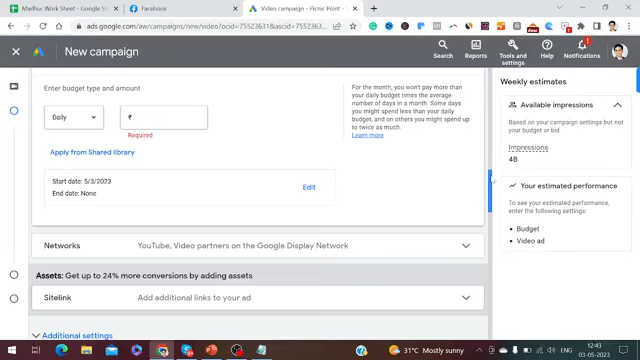 Madhur Work Sheet - Google Sh
Facebook
Video campaign - Picnic Point -
ads.google.com/aw/campaigns/new/video?ocid=75523631&ascid=7552363
New campaign
Search
Reports
Tools and
settings
Help
Notifications
Enter budget type and amount
Daily
₹
Required
Apply from Shared library
For the month, you won't pay more than
your daily budget times the average
number of days in a month. Some days
you might spend less than your daily
budget, and on others you might spend
up to twice as much.
Learn more
Start date: 5/3/2023
End date: None
Edit
Networks
YouTube, Video partners on the Google Display Network
Assets: Get up to 24% more conversions by adding assets
Sitelink
Add additional links to your ad
Additional settings
Weekly estimates
Available impressions
Based on your campaign settings but not
your budget or bid
Impressions
4B
Your estimated performance
To see your estimated performance,
enter the following settings:
• Budget
• Video ad
31°C Mostly sunny
ENG
12:43
03-05-2023